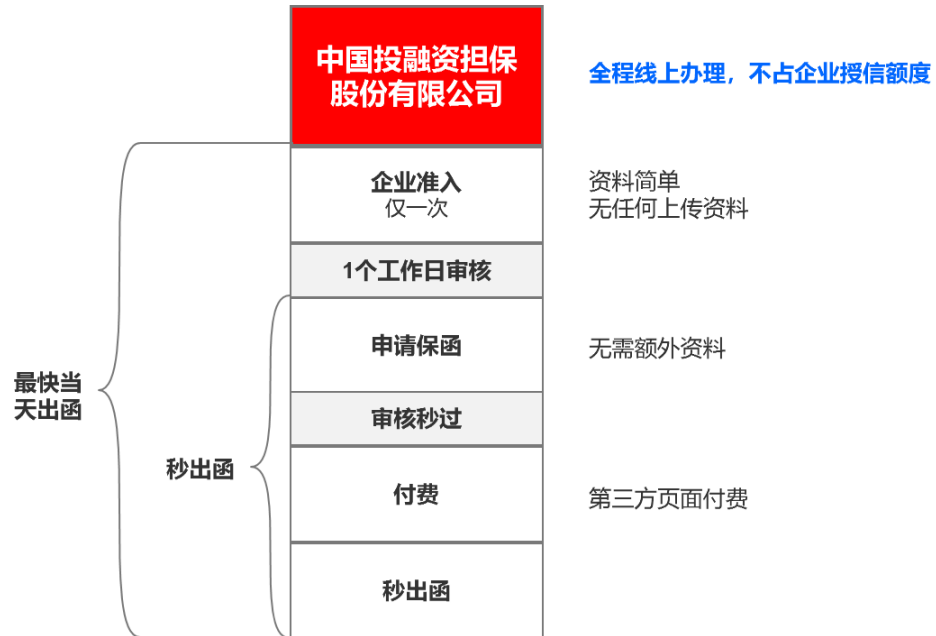 中国投融资担保
股份有限公司
全程线上办理，不占企业授信额度
企业准入
仅一次
资料简单
无任何上传资料
1个工作日审核
申请保函
无需额外资料
最快当
天出函
审核秒过
秒出函
付费
第三方页面付费
秒出函